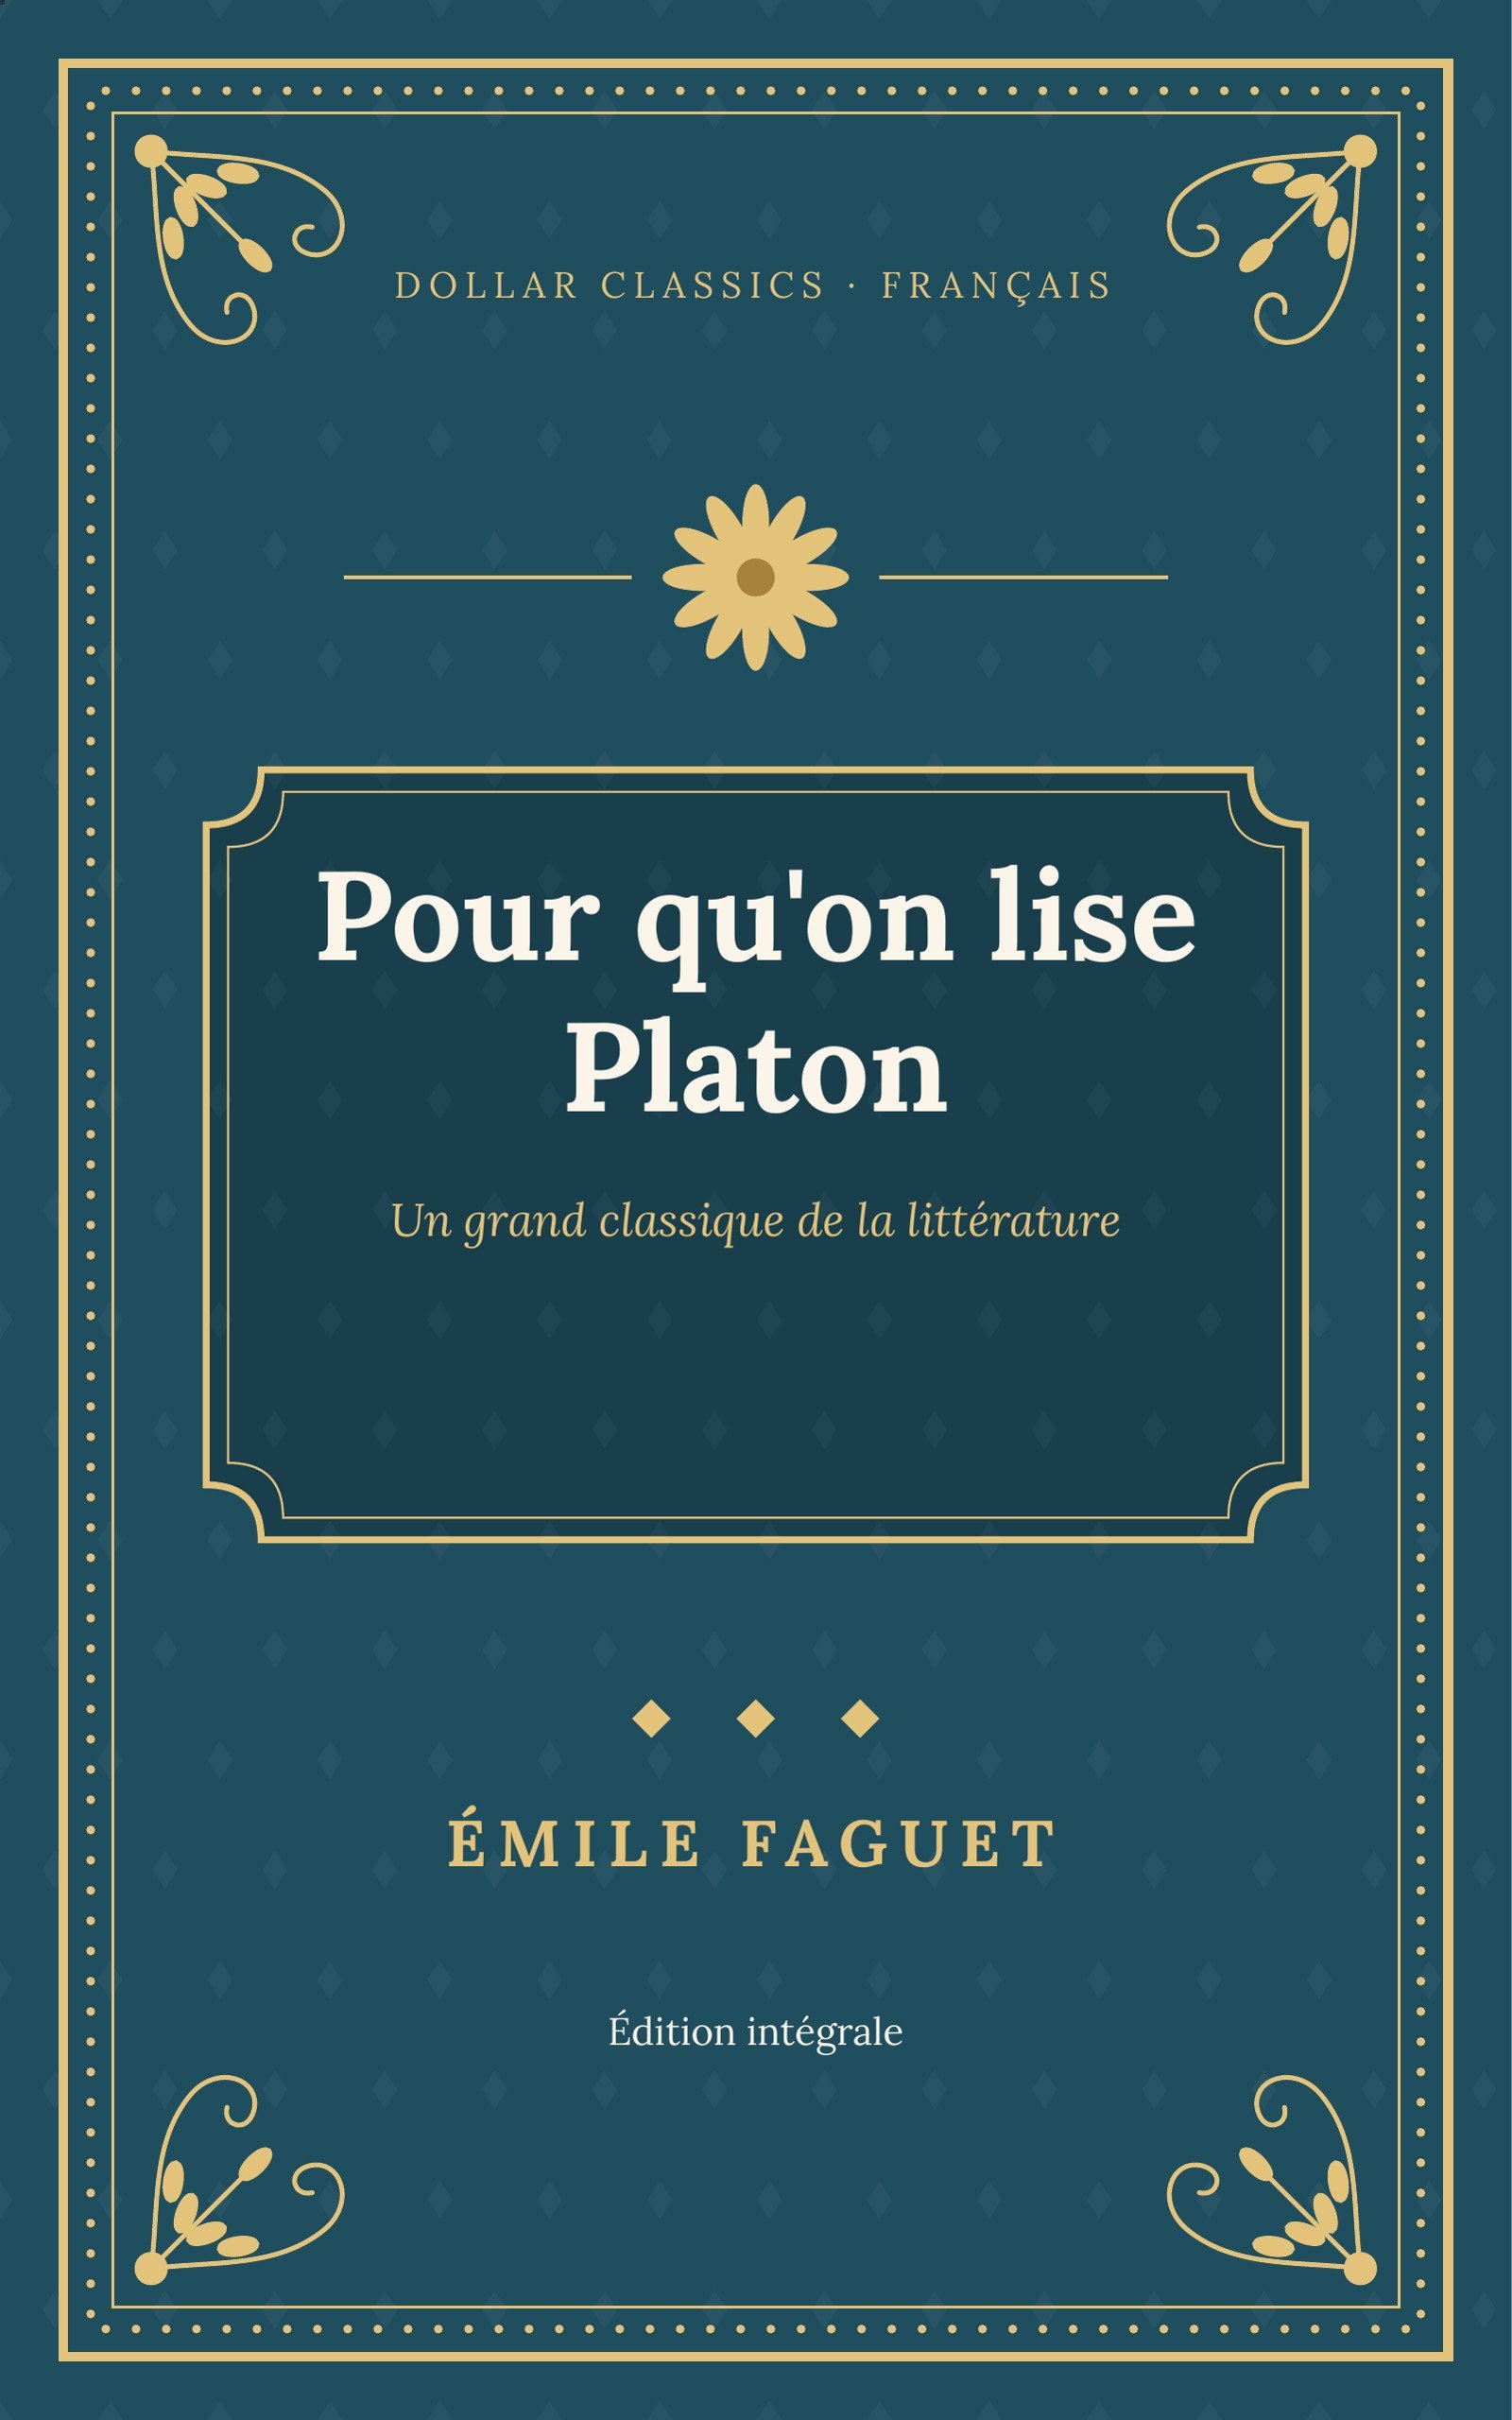 DOLLAR CLASSICS · FRANÇAIS
Pour qu'on lise
Platon
Un grand classique de la littérature
ÉMILE FAGUET
Édition intégrale